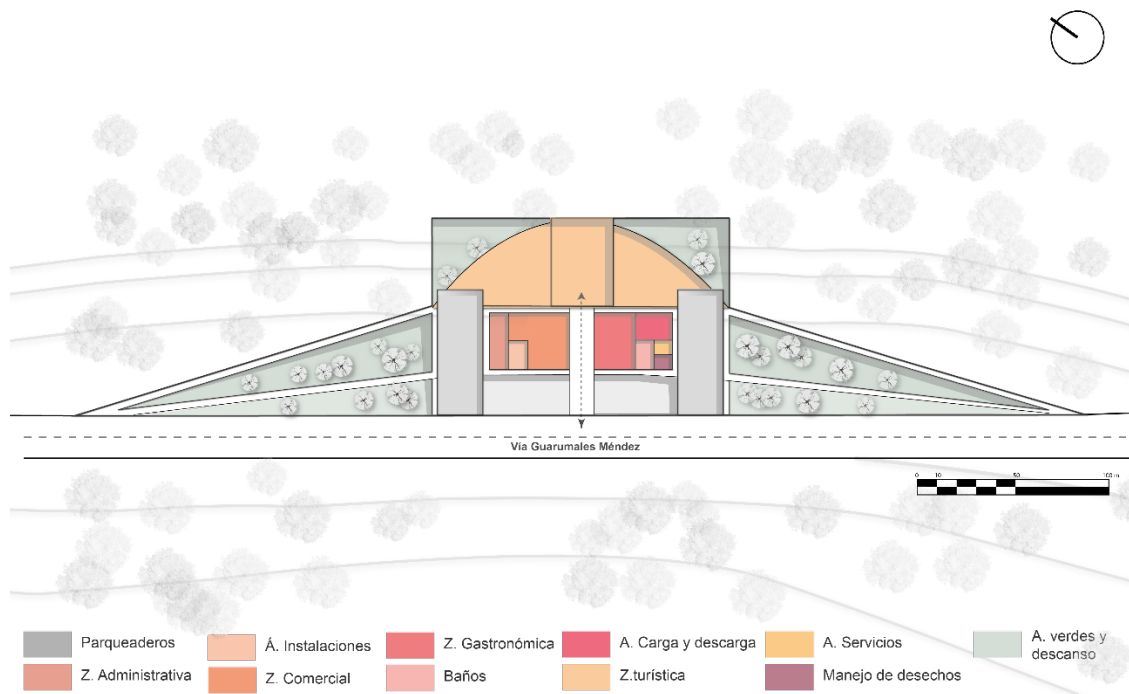 Vía Guarumales Méndez
0 10 50 100 m
Parqueaderos
Á. Instalaciones
Z. Gastronómica
A. Carga y descarga
A. Servicios
A. verdes y
descanso
Z. Administrativa
Z. Comercial
Baños
Z.turística
Manejo de desechos